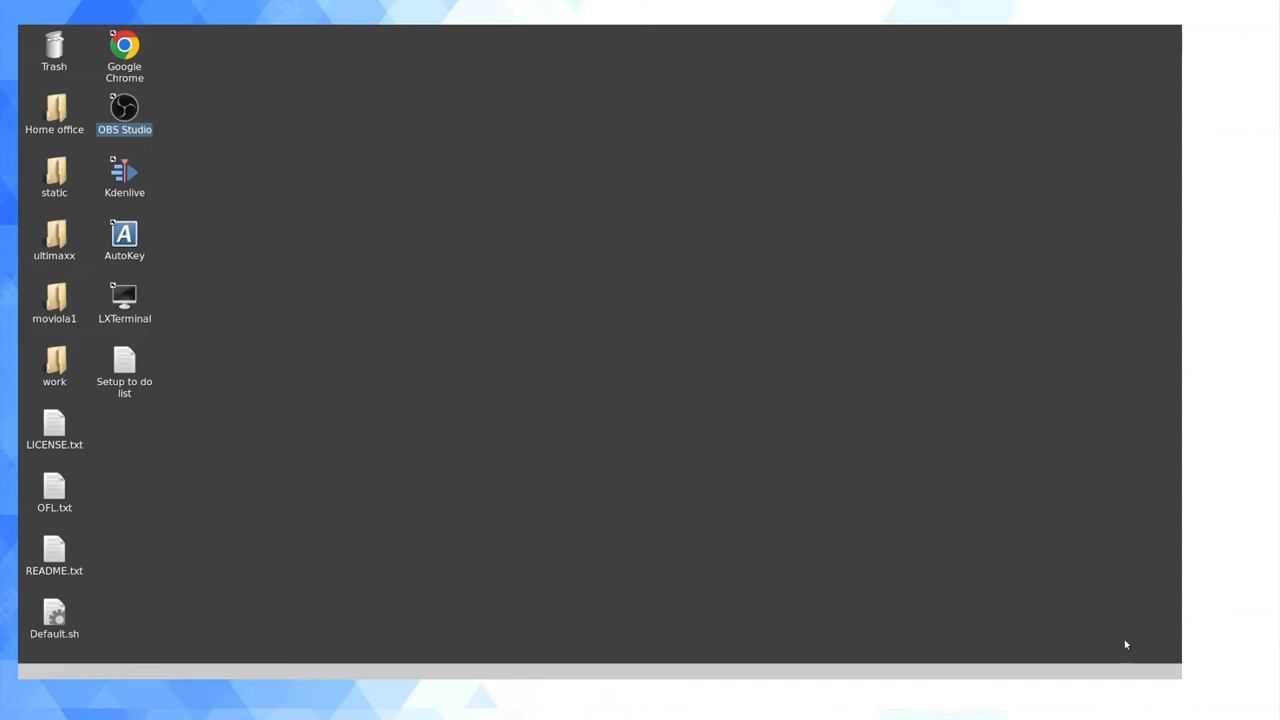 Trash
Google
Chrome
Home office
OBS Studio
static
Kdenlive
ultimaxx
AutoKey
moviola1
LXTerminal
work
Setup to do
list
LICENSE.txt
OFL.txt
README.txt
Default.sh